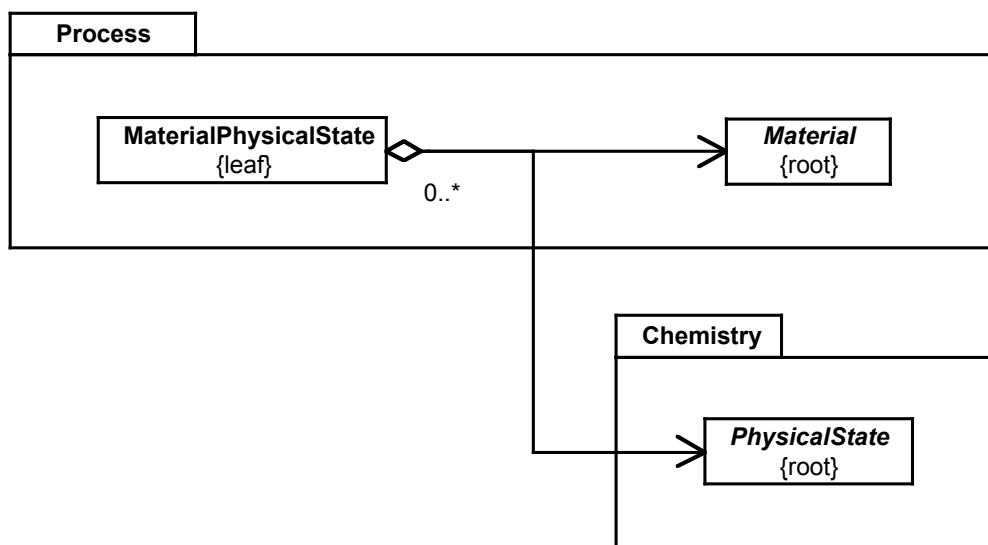 Process
MaterialPhysicalState
{leaf}
Material
{root}
0..*
Chemistry
PhysicalState
{root}